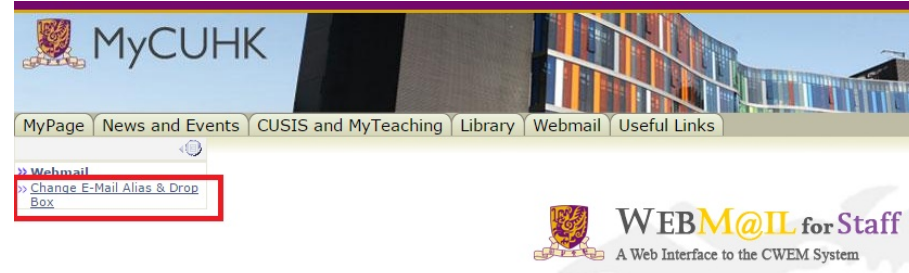 MyCUHK
MyPage News and Events CUSIS and MyTeaching Library Webmail Useful Links
» Webmail
» Change E-Mail Alias & Drop
Box
WEBM@IL for Staff
A Web Interface to the CWEM System